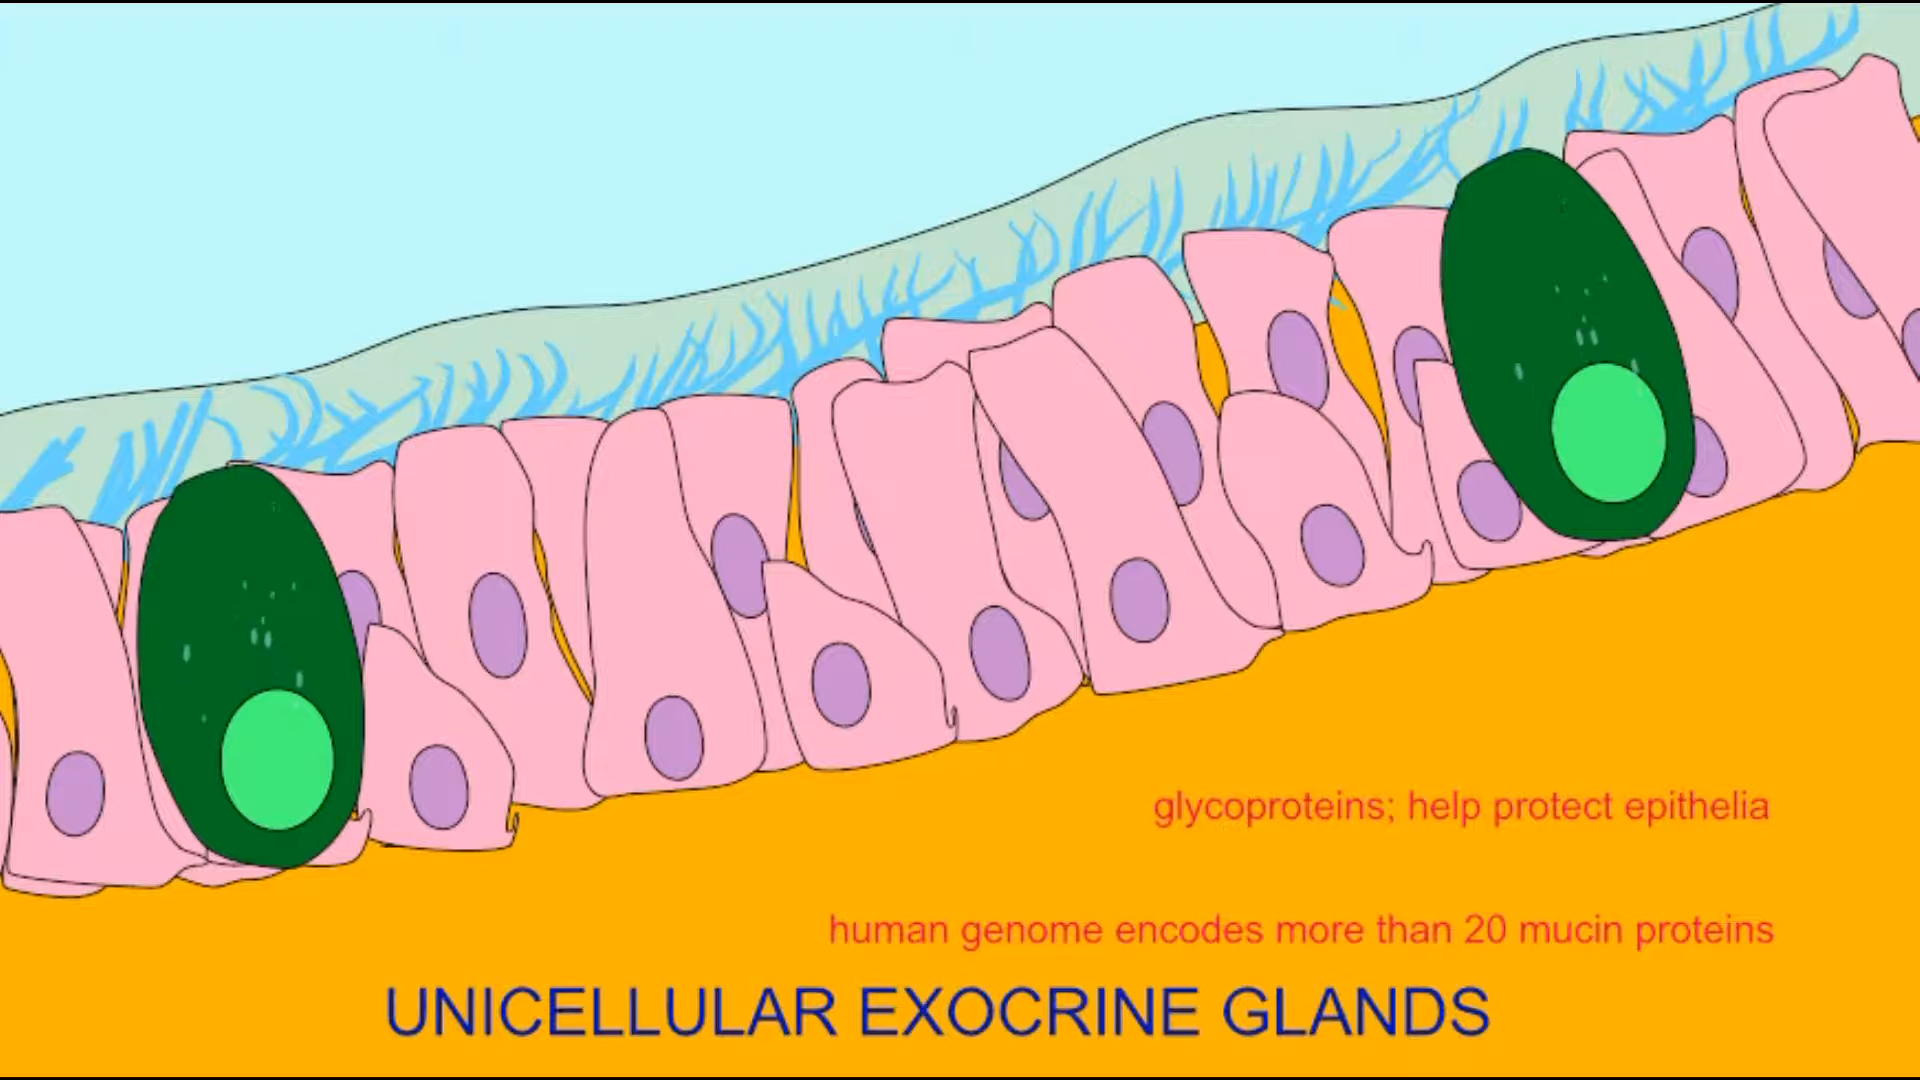 glycoproteins; help protect epithelia
human genome encodes more than 20 mucin proteins
UNICELLULAR EXOCRINE GLANDS